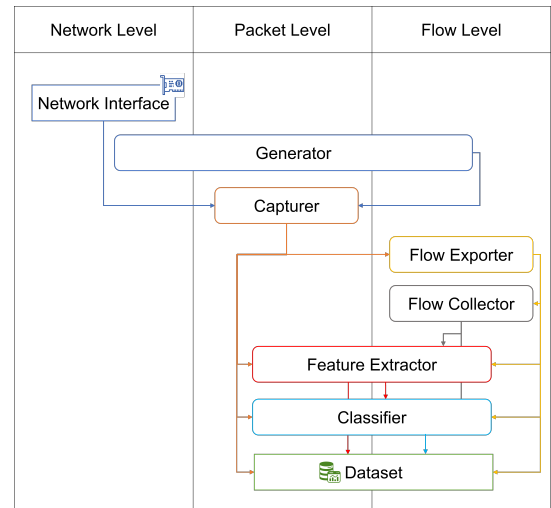 Network Level
Packet Level
Flow Level
Network Interface
Generator
Capturer
Flow Exporter
Flow Collector
Feature Extractor
Classifier
Dataset